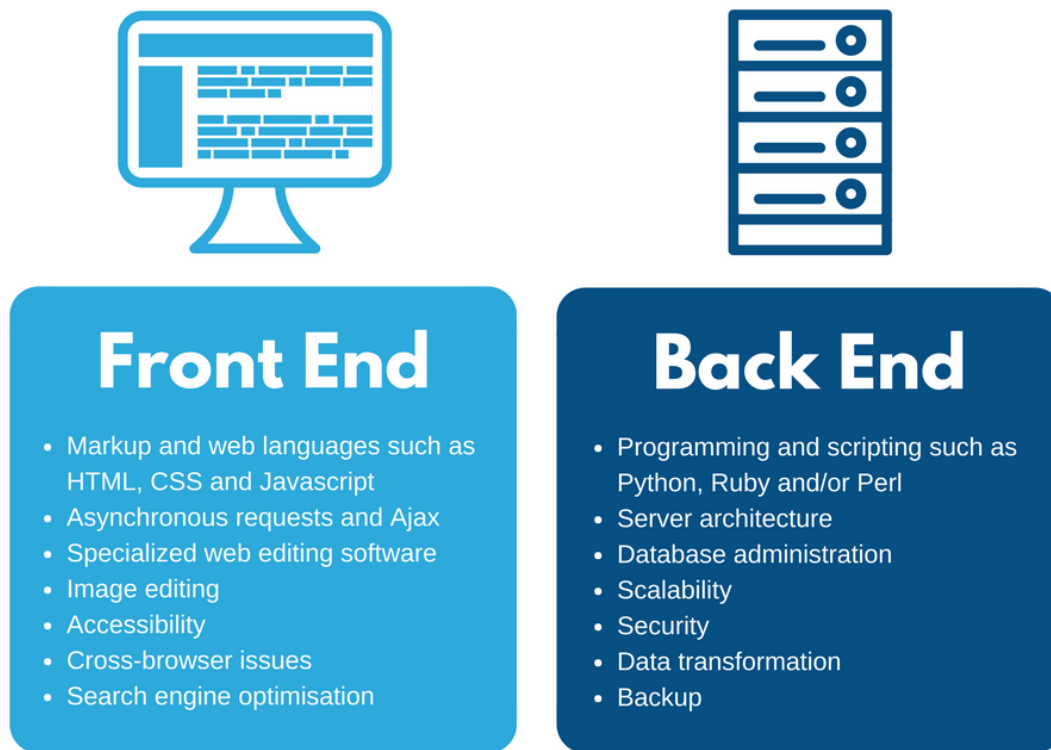 Front End
• Markup and web languages such as
HTML, CSS and Javascript
• Asynchronous requests and Ajax
• Specialized web editing software
• Image editing
• Accessibility
• Cross-browser issues
• Search engine optimisation
Back End
• Programming and scripting such as
Python, Ruby and/or Perl
• Server architecture
• Database administration
• Scalability
• Security
• Data transformation
• Backup